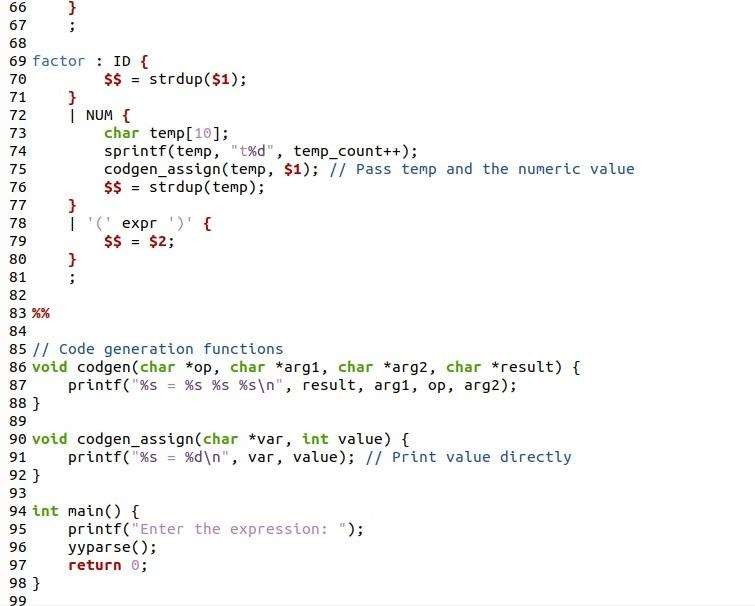 66     }
67     ;
68
69 factor : ID {
70         $$ = strdup($1);
71     }
72     | NUM {
73         char temp[10];
74         sprintf(temp, "t%d", temp_count++);
75         codgen_assign(temp, $1); // Pass temp and the numeric value
76         $$ = strdup(temp);
77     }
78     | '(' expr ')' {
79         $$ = $2;
80     }
81     ;
82
83 %%
84
85 // Code generation functions
86 void codgen(char *op, char *arg1, char *arg2, char *result) {
87     printf("%s = %s %s %s\n", result, arg1, op, arg2);
88 }
89
90 void codgen_assign(char *var, int value) {
91     printf("%s = %d\n", var, value); // Print value directly
92 }
93
94 int main() {
95     printf("Enter the expression: ");
96     yyparse();
97     return 0;
98 }
99